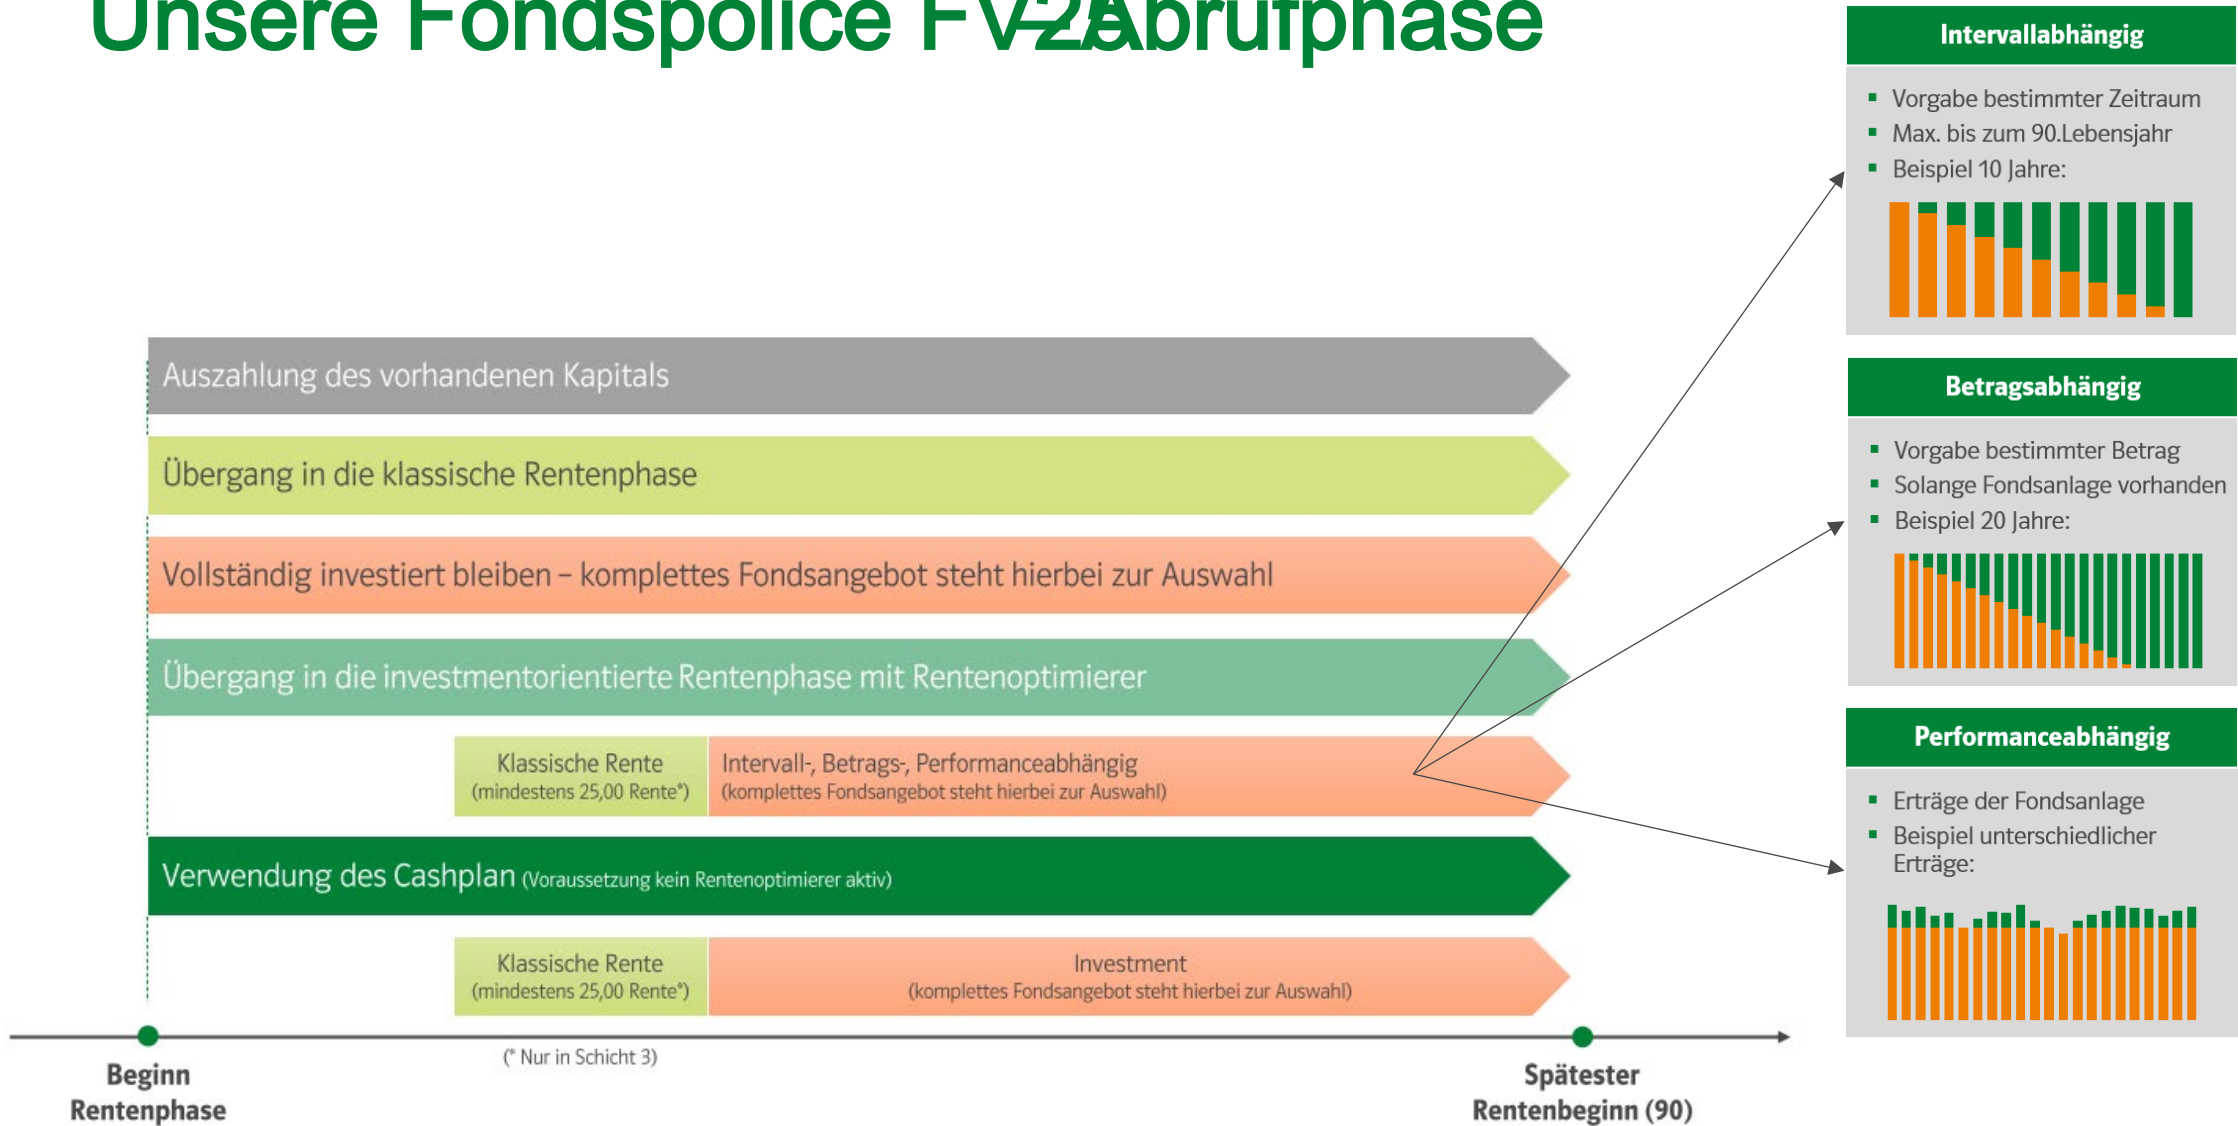 Unsere Fondspolice FV26 – Abrufphase
Auszahlung des vorhandenen Kapitals
Übergang in die klassische Rentenphase
Vollständig investiert bleiben – komplettes Fondsangebot steht hierbei zur Auswahl
Übergang in die investmentorientierte Rentenphase mit Rentenoptimierer
Klassische Rente
(mindestens 25,00 Rente*)
Intervall-, Betrags-, Performanceabhängig
(komplettes Fondsangebot steht hierbei zur Auswahl)
Verwendung des Cashplan (Voraussetzung kein Rentenoptimierer aktiv)
Klassische Rente
(mindestens 25,00 Rente*)
Investment
(komplettes Fondsangebot steht hierbei zur Auswahl)
(* Nur in Schicht 3)
Beginn
Rentenphase
Spätester
Rentenbeginn (90)
Intervallabhängig
▪ Vorgabe bestimmter Zeitraum
▪ Max. bis zum 90.Lebensjahr
▪ Beispiel 10 Jahre:
Betragsabhängig
▪ Vorgabe bestimmter Betrag
▪ Solange Fondsanlage vorhanden
▪ Beispiel 20 Jahre:
Performanceabhängig
▪ Erträge der Fondsanlage
▪ Beispiel unterschiedlicher
Erträge: